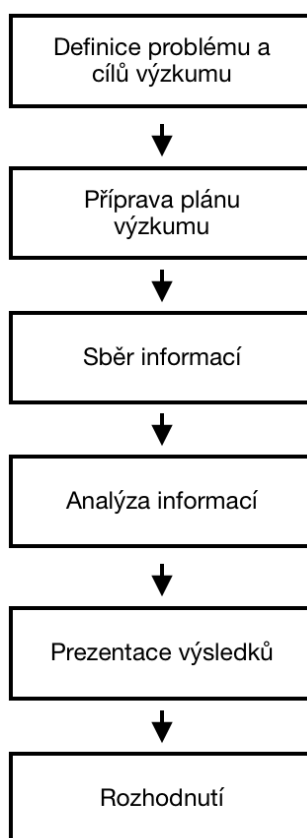 Definice problému a
cílů výzkumu
Příprava plánu
výzkumu
Sběr informací
Analýza informací
Prezentace výsledků
Rozhodnutí